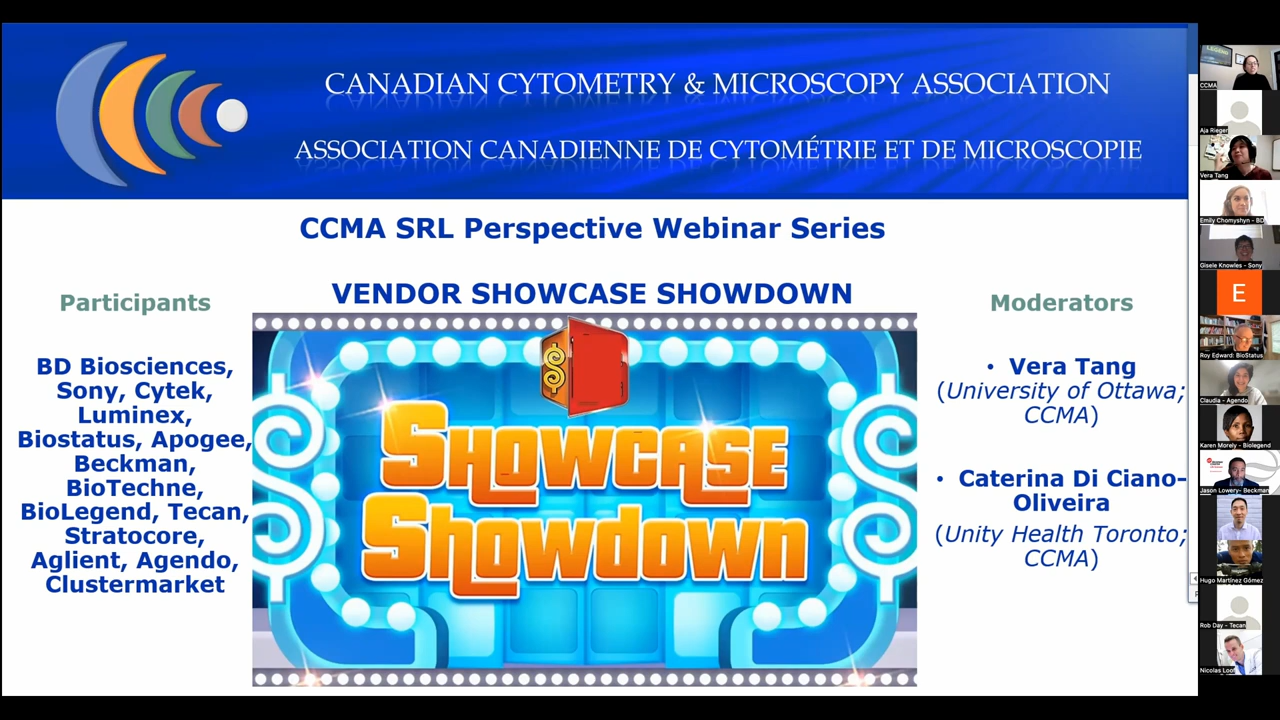 CANADIAN CYTOMETRY & MICROSCOPY ASSOCIATION
ASSOCIATION CANADIENNE DE CYTOMÉTRIE ET DE MICROSCOPIE
CCMA SRL Perspective Webinar Series
VENDOR SHOWCASE SHOWDOWN
Participants
BD Biosciences,
Sony, Cytek,
Luminex,
Biostatus, Apogee,
Beckman,
BioTechne,
BioLegend, Tecan,
Stratocore,
Aglient, Agendo,
Clustermarket
$
$ $
SHOWCASE
SHOWDOWN
Moderators
• Vera Tang
(University of Ottawa;
CCMA)
• Caterina Di Ciano-
Oliveira
(Unity Health Toronto;
CCMA)
CCMA
Aja Rieger
Vera Tang
Emily Chomyshyn - BD
Gisele Knowles - Sony
E
Roy Edward: BioStatus
Claudia - Agendo
Karen Morely - Biolegend
Jason Lowery- Beckman
Hugo Martínez Gómez
Rob Day - Tecan
Nicolas Loof